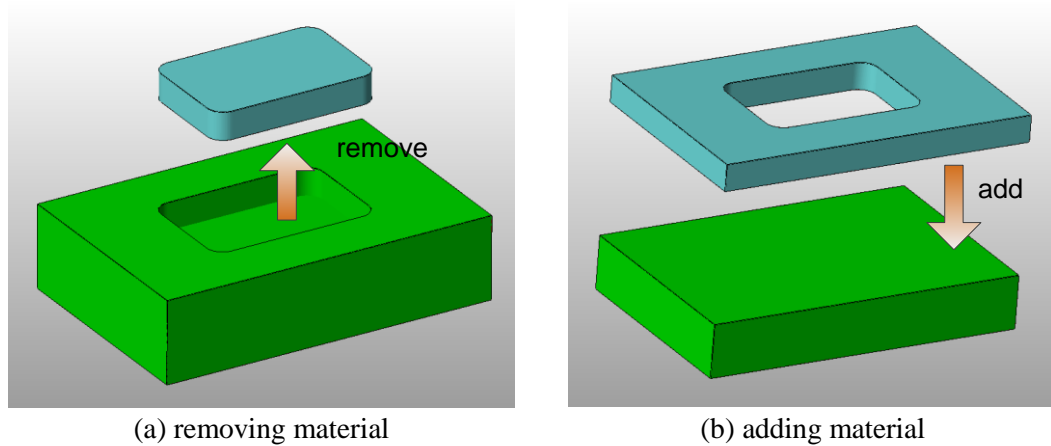 remove
add
(a) removing material
(b) adding material